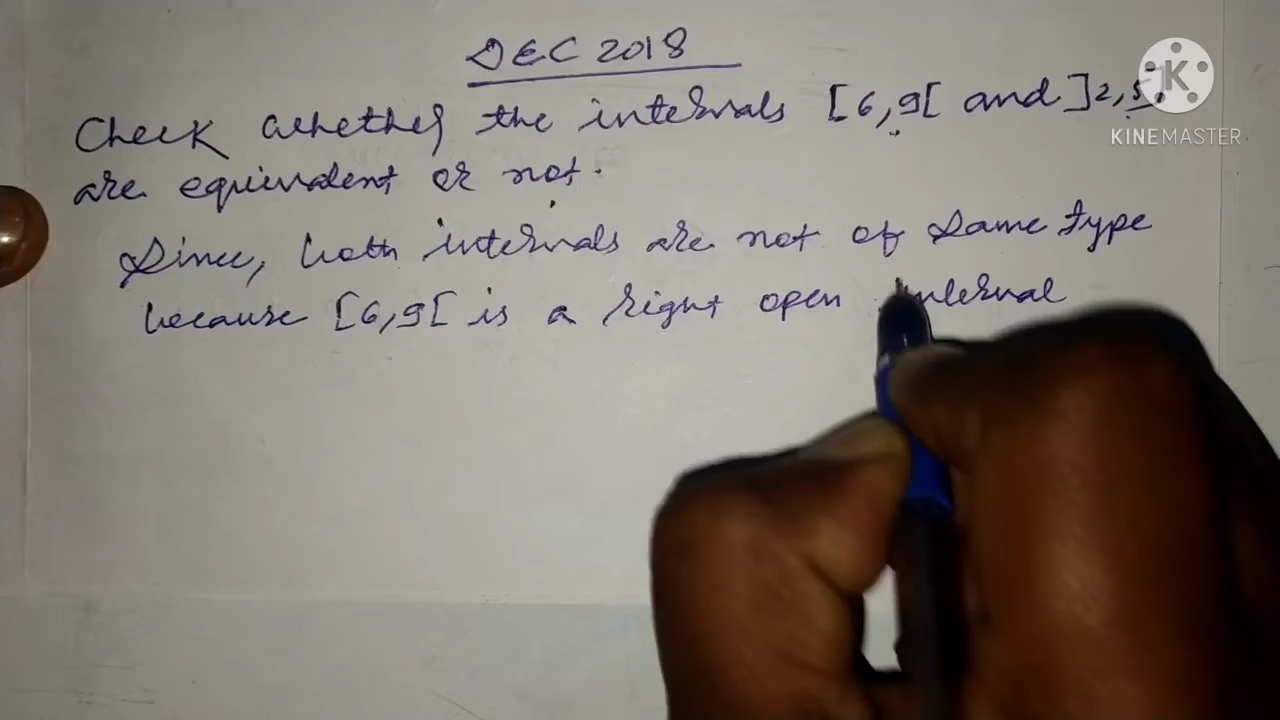 DEC 2018
Check whether the intervals [6,9[ and ]2,5
are equivalent or not.
Since, both intervals are not of same type
because [6,9[ is a right open interval
K
KINEMASTER